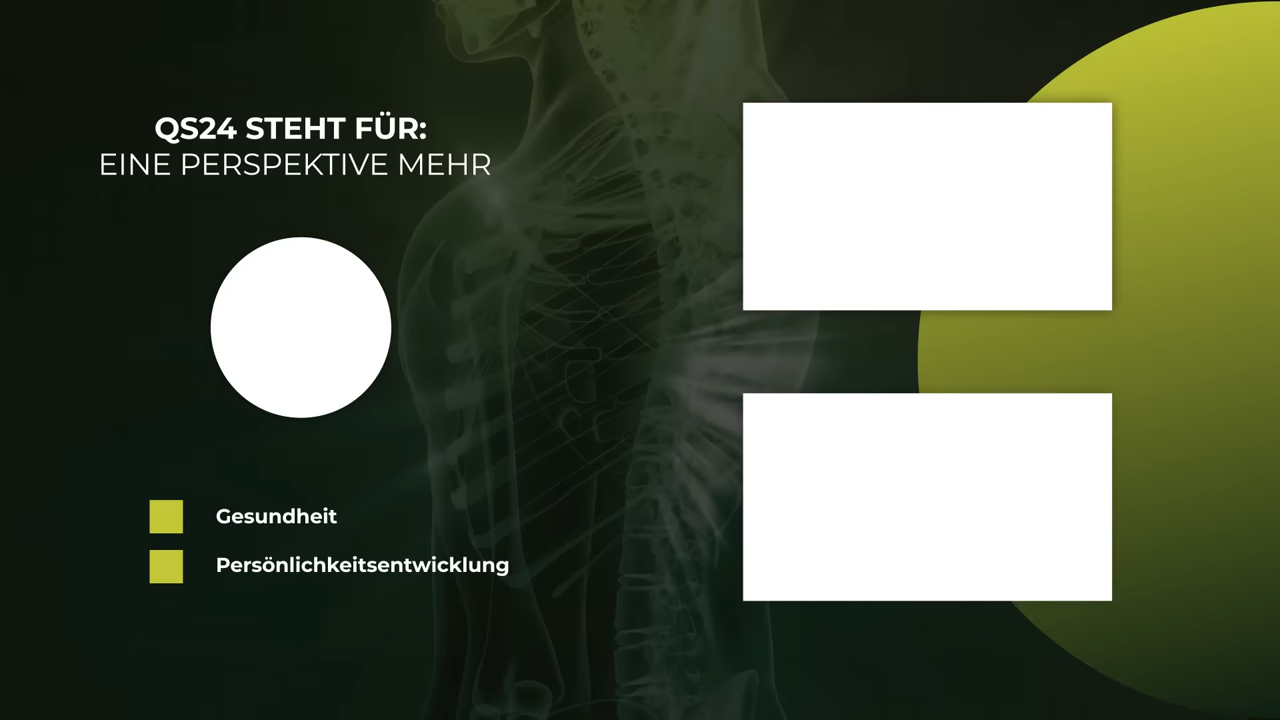 QS24 STEHT FÜR:
EINE PERSPEKTIVE MEHR
Gesundheit
Persönlichkeitsentwicklung